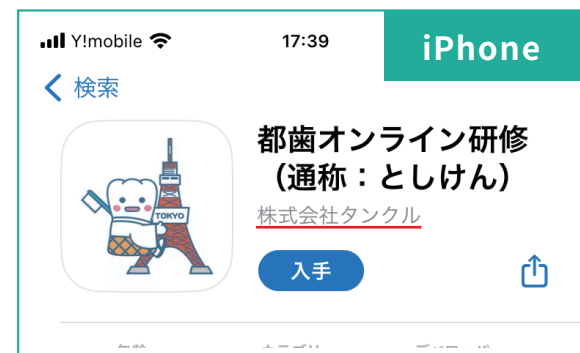 Y!mobile 17:39 iPhone
検索
都歯オンライン研修
（通称：としけん）
株式会社タンクル
TOKYO
入手